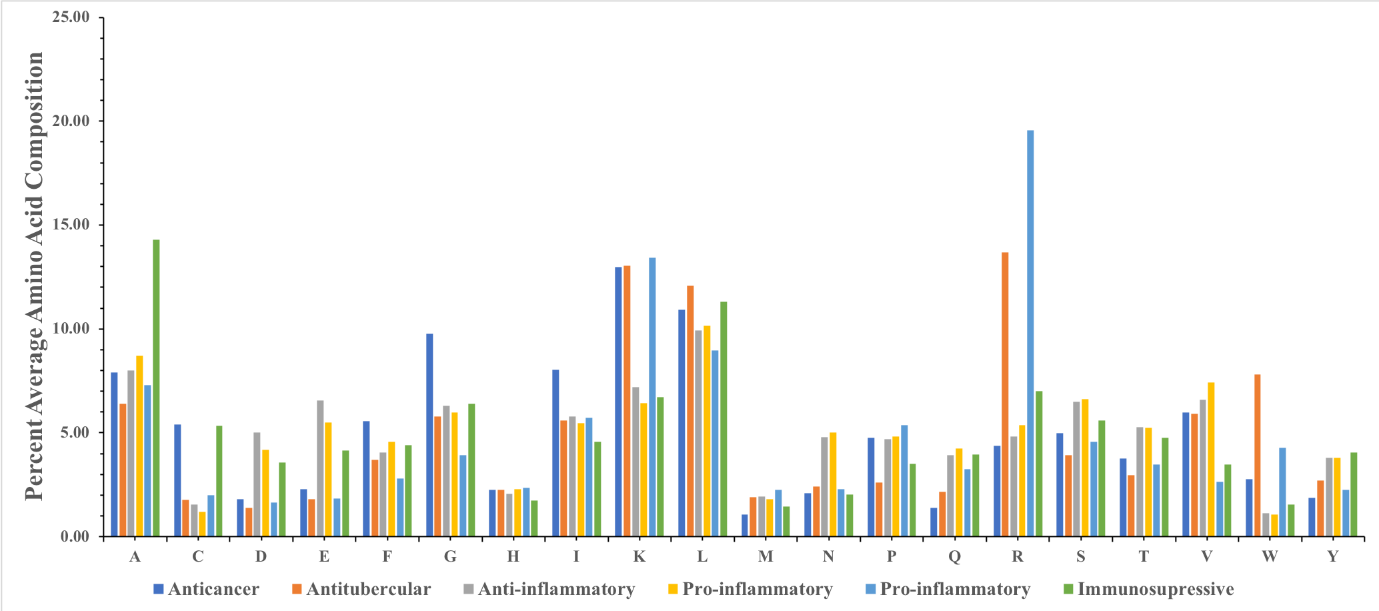 Percent Average Amino Acid Composition
25.00
20.00
15.00
10.00
5.00
0.00
A C D E F G H I K L M N P Q R S T V W Y
Anticancer Antitubercular Anti-inflammatory Pro-inflammatory Pro-inflammatory Immunosupressive